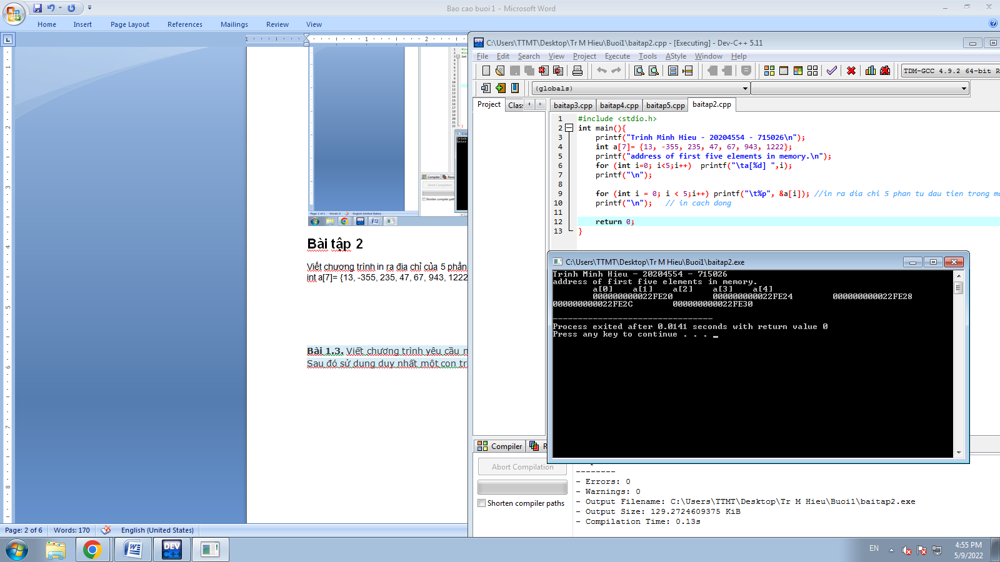 Bao cao buoi 1 - Microsoft Word
Home Insert Page Layout References Mailings Review View
Bài tập 2
Viết chương trình in ra địa chỉ của 5 phần
int a[7]= {13, -355, 235, 47, 67, 943, 1222
Bài 1.3. Viết chương trình yêu cầu n
Sau đó sử dụng duy nhất một con tr
Page: 2 of 6 Words: 170 English (United States)
C:\Users\TTMT\Desktop\Tr M Hieu\Buoi1\baitap2.cpp - [Executing] - Dev-C++ 5.11
File Edit Search View Project Execute Tools AStyle Window Help
TDM-GCC 4.9.2 64-bit R
(globals)
Project Clas
baitap3.cpp baitap4.cpp baitap5.cpp baitap2.cpp
1 #include <stdio.h>
2 int main(){
3 printf("Trinh Minh Hieu - 20204554 - 715026\n");
4 int a[7]= {13, -355, 235, 47, 67, 943, 1222};
5 printf("address of first five elements in memory.\n");
6 for (int i=0; i<5;i++) printf("\ta[%d] ",i);
7 printf("\n");
8
9 for (int i = 0; i < 5;i++) printf("\t%p", &a[i]); //in ra dia chi 5 phan tu dau tien trong m
10 printf("\n"); // in cach dong
11
12 return 0;
13 }
C:\Users\TTMT\Desktop\Tr M Hieu\Buoi1\baitap2.exe
Trinh Minh Hieu - 20204554 - 715026
address of first five elements in memory.
a[0] a[1] a[2] a[3] a[4]
000000000022FE20 000000000022FE24 000000000022FE28
000000000022FE2C 000000000022FE30
--------------------------------
Process exited after 0.0141 seconds with return value 0
Press any key to continue . . . _
Compiler R
Abort Compilation
Shorten compiler paths
--------
- Errors: 0
- Warnings: 0
- Output Filename: C:\Users\TTMT\Desktop\Tr M Hieu\Buoi1\baitap2.exe
- Output Size: 129.2724609375 KiB
- Compilation Time: 0.13s
DEV C++
EN
4:55 PM
5/9/2022